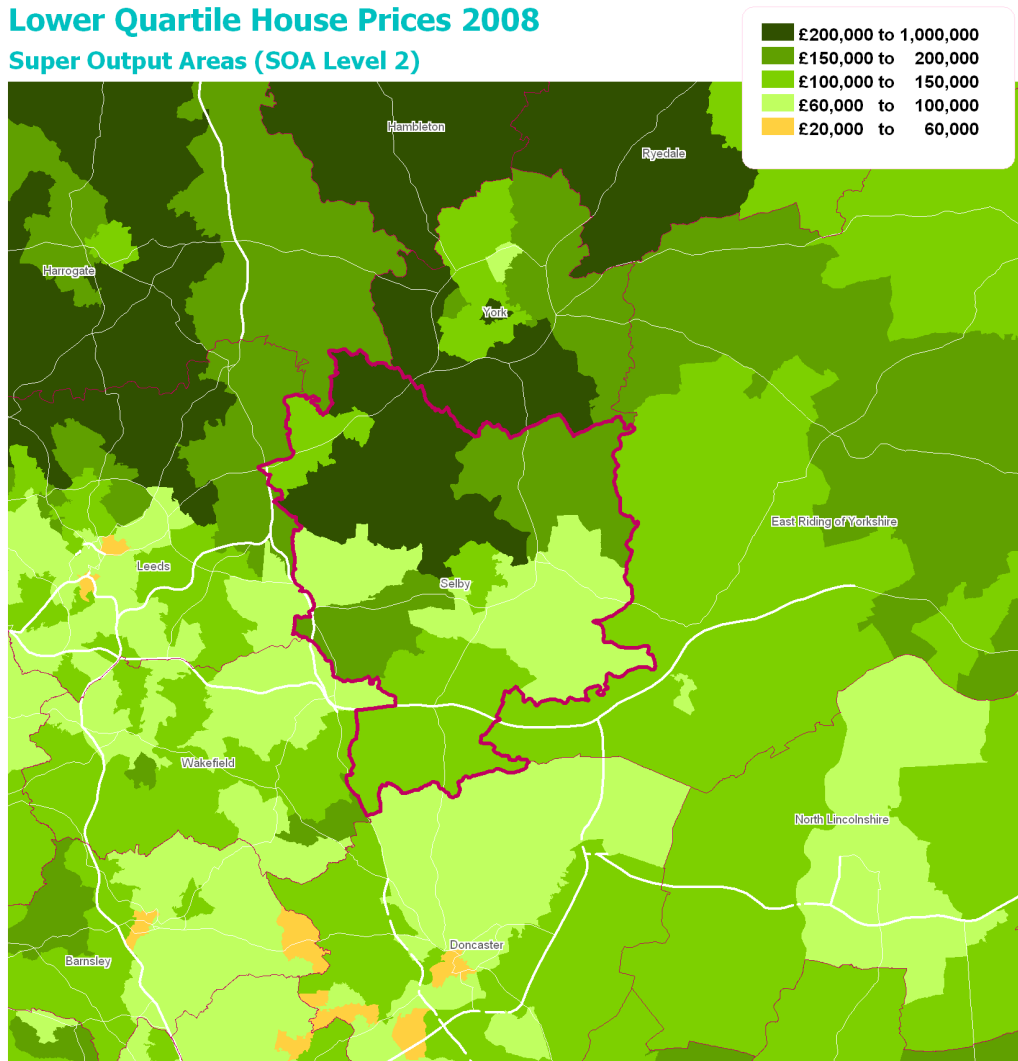 Lower Quartile House Prices 2008
Super Output Areas (SOA Level 2)
£200,000 to 1,000,000
£150,000 to 200,000
£100,000 to 150,000
£60,000 to 100,000
£20,000 to 60,000
Hambleton
Ryedale
Harrogate
York
East Riding of Yorkshire
Leeds
Selby
Wakefield
North Lincolnshire
Doncaster
Barnsley